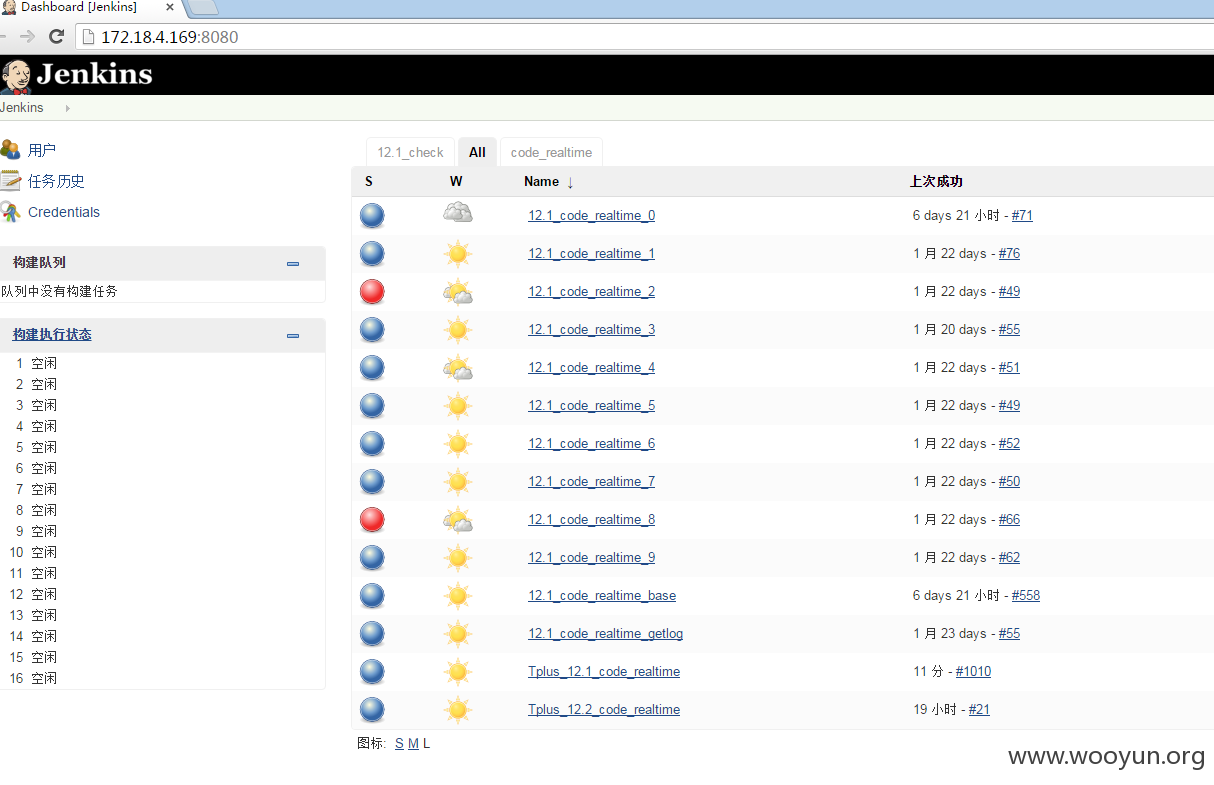 Dashboard [Jenkins]
172.18.4.169:8080
Jenkins
Jenkins
用户
任务历史
Credentials
构建队列
队列中没有构建任务
构建执行状态
1 空闲
2 空闲
3 空闲
4 空闲
5 空闲
6 空闲
7 空闲
8 空闲
9 空闲
10 空闲
11 空闲
12 空闲
13 空闲
14 空闲
15 空闲
16 空闲
12.1_check All code_realtime
S W Name ↓ 上次成功
12.1_code_realtime_0 6 days 21 小时 - #71
12.1_code_realtime_1 1 月 22 days - #76
12.1_code_realtime_2 1 月 22 days - #49
12.1_code_realtime_3 1 月 20 days - #55
12.1_code_realtime_4 1 月 22 days - #51
12.1_code_realtime_5 1 月 22 days - #49
12.1_code_realtime_6 1 月 22 days - #52
12.1_code_realtime_7 1 月 22 days - #50
12.1_code_realtime_8 1 月 22 days - #66
12.1_code_realtime_9 1 月 22 days - #62
12.1_code_realtime_base 6 days 21 小时 - #558
12.1_code_realtime_getlog 1 月 23 days - #55
Tplus_12.1_code_realtime 11 分 - #1010
Tplus_12.2_code_realtime 19 小时 - #21
图标: S M L
www.wooyun.org